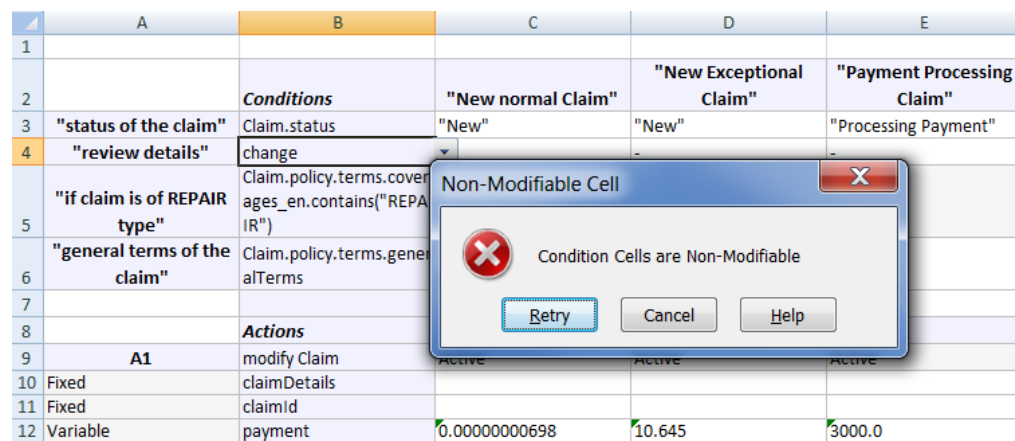 A B C D E
1
"New Exceptional "Payment Processing
2 Conditions "New normal Claim" Claim" Claim"
3 "status of the claim" Claim.status "New" "New" "Processing Payment"
4 "review details" change - -
Claim.policy.terms.cover
"if claim is of REPAIR ages_en.contains("REPA
5 type" IR")
"general terms of the Claim.policy.terms.gener
6 claim" alTerms
7
8 Actions
9 A1 modify Claim Active Active Active
10 Fixed claimDetails
11 Fixed claimId
12 Variable payment 0.00000000698 10.645 3000.0
Non-Modifiable Cell
Condition Cells are Non-Modifiable
Retry Cancel Help